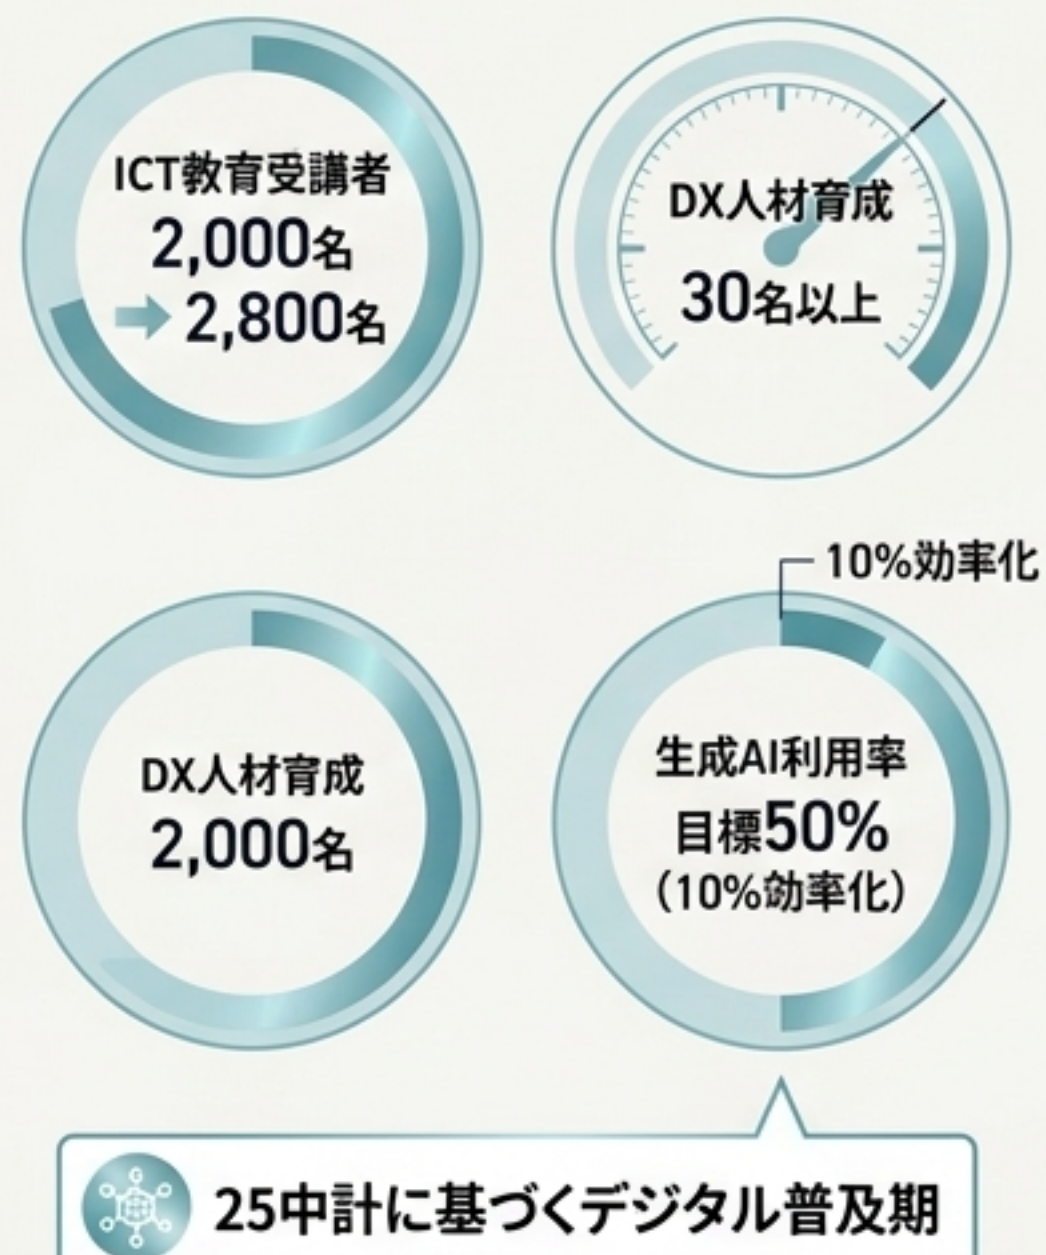 ICT教育受講者
2,000名
2,800名
DX人材育成
30名以上
10%効率化
DX人材育成
2,000名
生成AI利用率
目標50%
(10%効率化)
25中計に基づくデジタル普及期